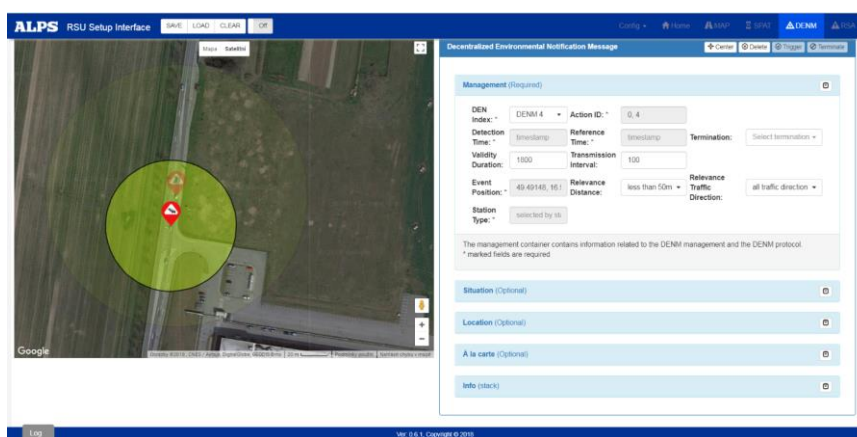 ALPS RSU Setup Interface SAVE LOAD CLEAR Off Config Home MAP SPAT DENM RSA
Mapa Satelitní
Decentralized Environmental Notification Message Center Delete Trigger Terminate
Management (Required)
DEN Index: * DENM 4 Action ID: * 0, 4
Detection Time: * timestamp Reference Time: * timestamp Termination: Select termination
Validity Duration: 1800 Transmission Interval: 100
Event Position: * 49.49148, 16. Relevance Distance: less than 50m Relevance Traffic Direction: all traffic direction
Station Type: * selected by
The management container contains information related to the DENM management and the DENM protocol.
* marked fields are required
Situation (Optional)
Location (Optional)
À la carte (Optional)
Info (stack)
Google
20 m
Log
Ver: 0.6.1, Copyright © 2018